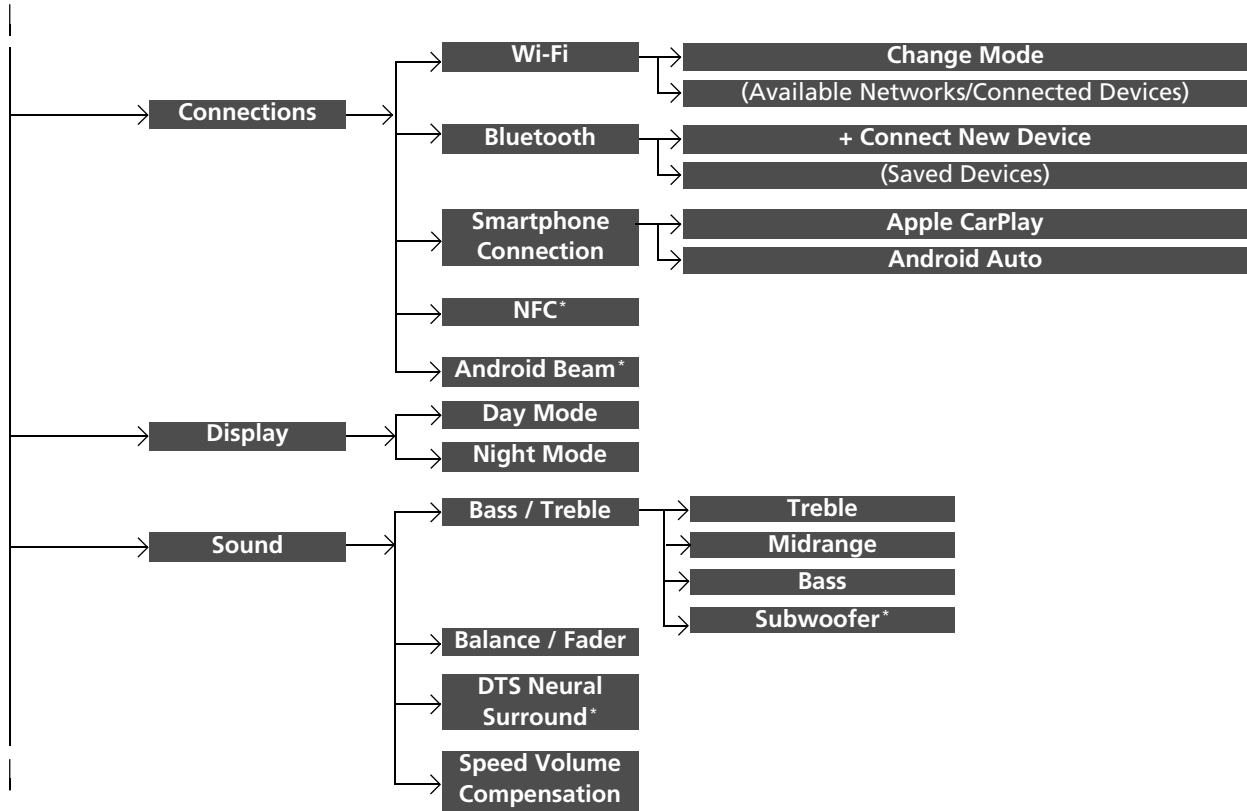 Wi-Fi
Change Mode
(Available Networks/Connected Devices)
Connections
Bluetooth
+ Connect New Device
(Saved Devices)
Smartphone
Connection
Apple CarPlay
Android Auto
NFC*
Android Beam*
Display
Day Mode
Night Mode
Sound
Bass / Treble
Treble
Midrange
Bass
Subwoofer*
Balance / Fader
DTS Neural
Surround*
Speed Volume
Compensation